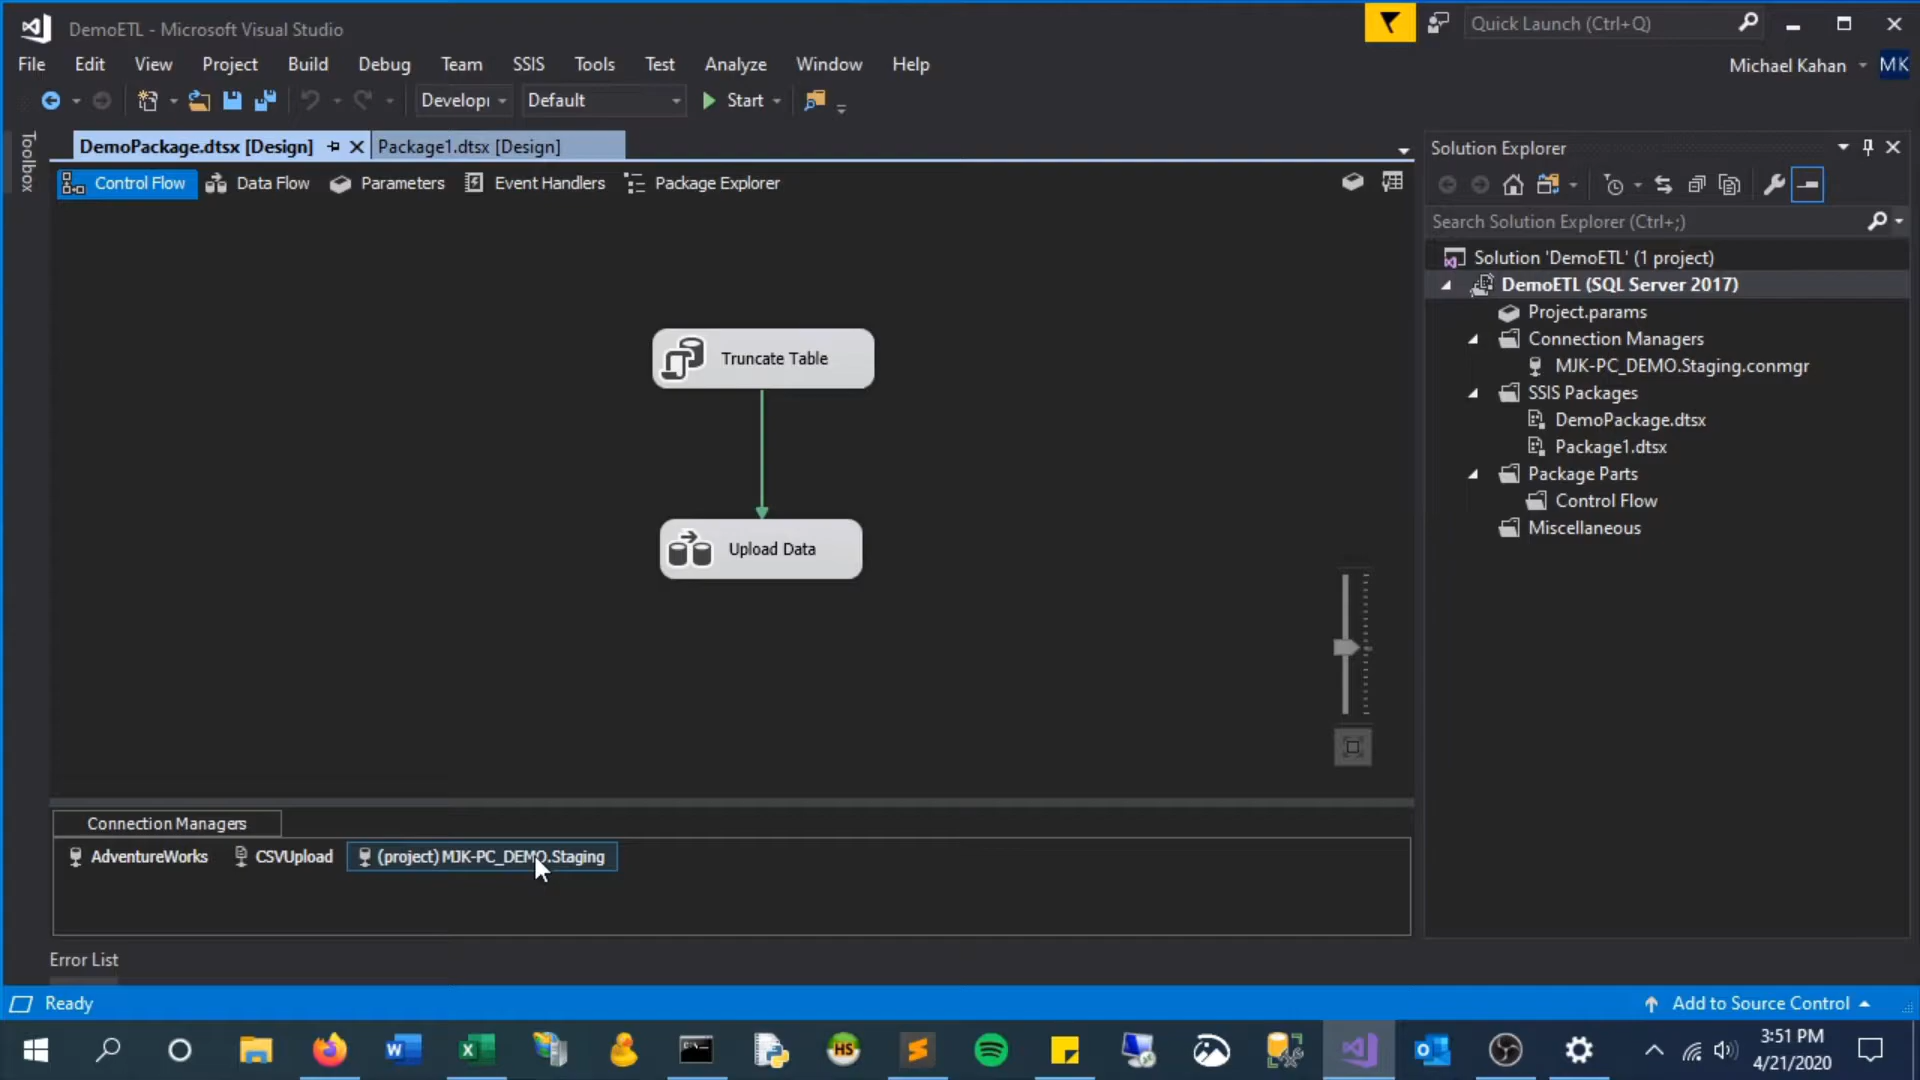 DemoETL - Microsoft Visual Studio
Quick Launch (Ctrl+Q)
File Edit View Project Build Debug Team SSIS Tools Test Analyze Window Help
Michael Kahan MK
Developi Default Start
Toolbox
DemoPackage.dtsx [Design] Package1.dtsx [Design]
Control Flow Data Flow Parameters Event Handlers Package Explorer
Solution Explorer
Search Solution Explorer (Ctrl+;)
Solution 'DemoETL' (1 project)
DemoETL (SQL Server 2017)
Project.params
Connection Managers
MJK-PC_DEMO.Staging.conmgr
SSIS Packages
DemoPackage.dtsx
Package1.dtsx
Package Parts
Control Flow
Miscellaneous
Truncate Table
Upload Data
Connection Managers
AdventureWorks CSVUpload (project) MJK-PC_DEMO.Staging
Error List
Ready
Add to Source Control
HS
3:51 PM
4/21/2020